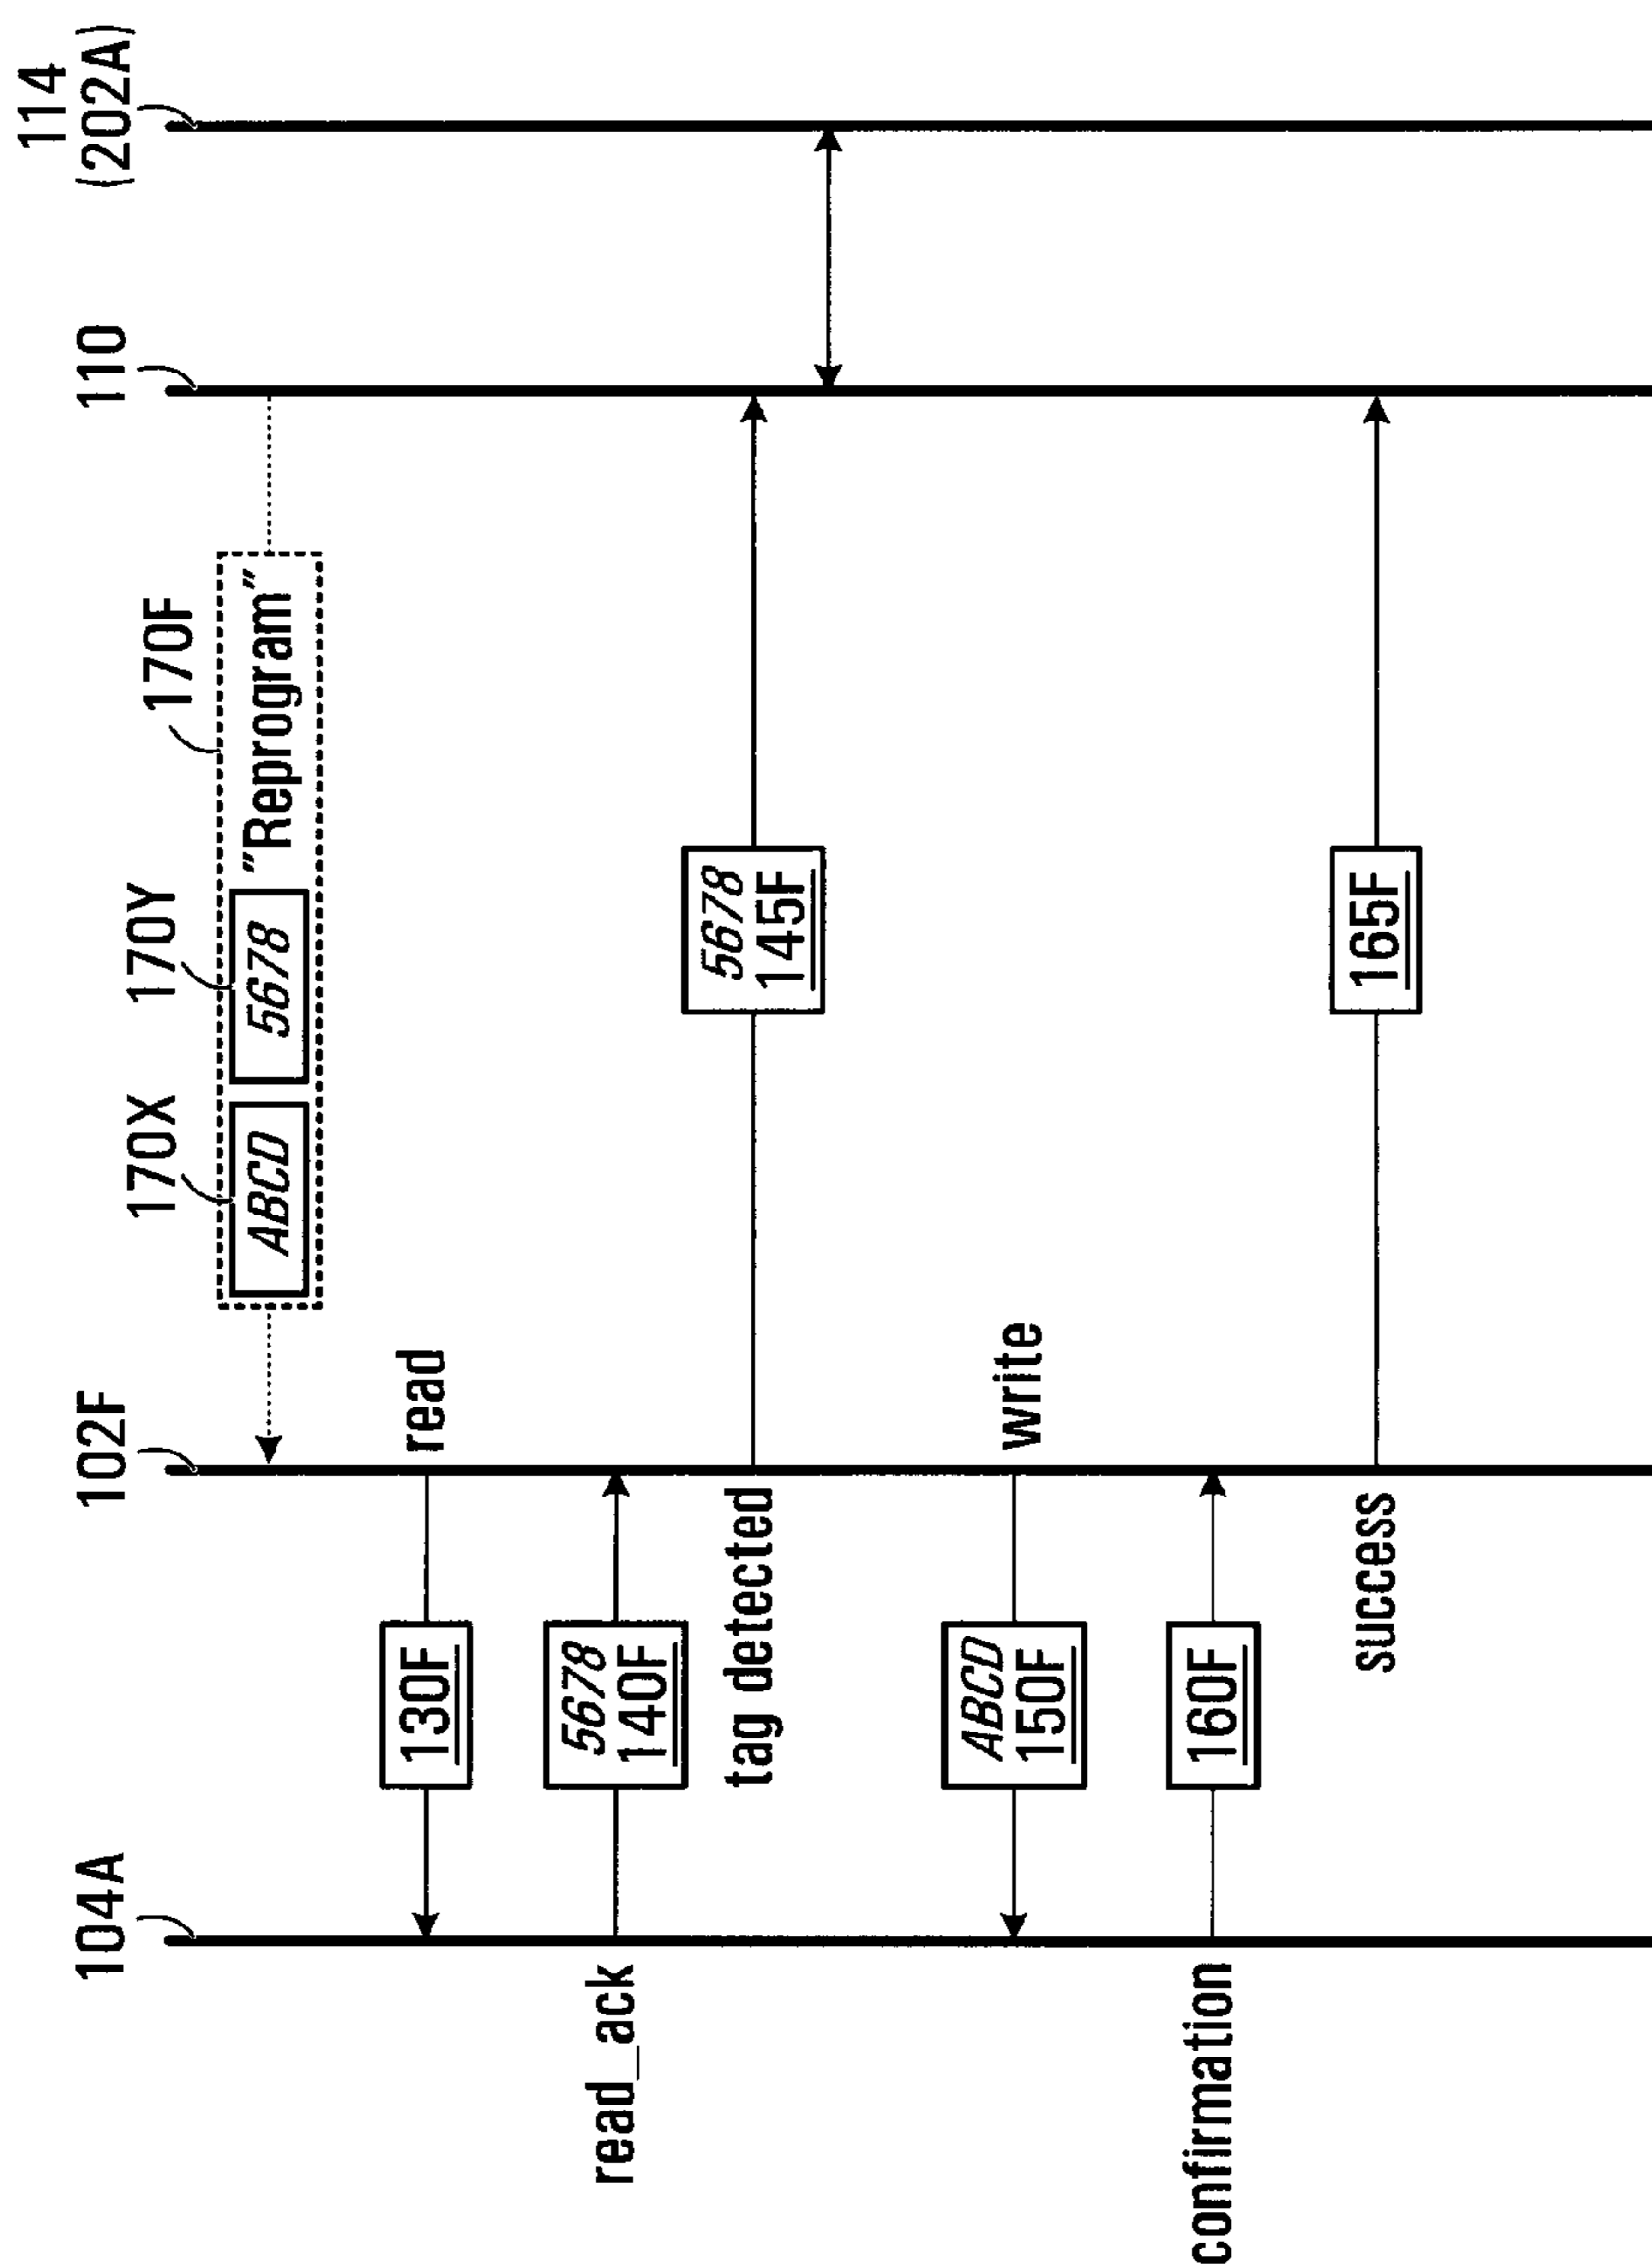 104A
102F
110
114
(202A)
170X
170Y
170F
ABCD
5678
"Reprogram"
read
130F
read_ack
5678
140F
tag detected
5678
145F
write
ABCD
150F
confirmation
160F
success
165F